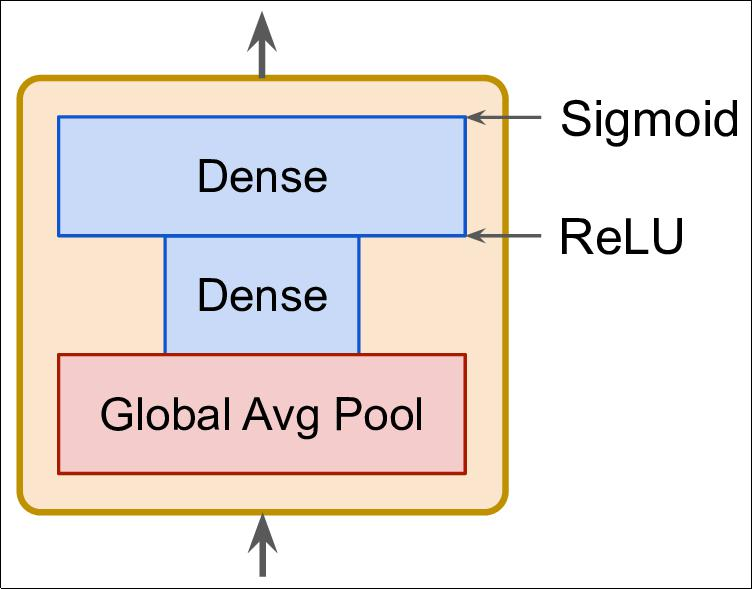 Sigmoid
Dense
ReLU
Dense
Global Avg Pool